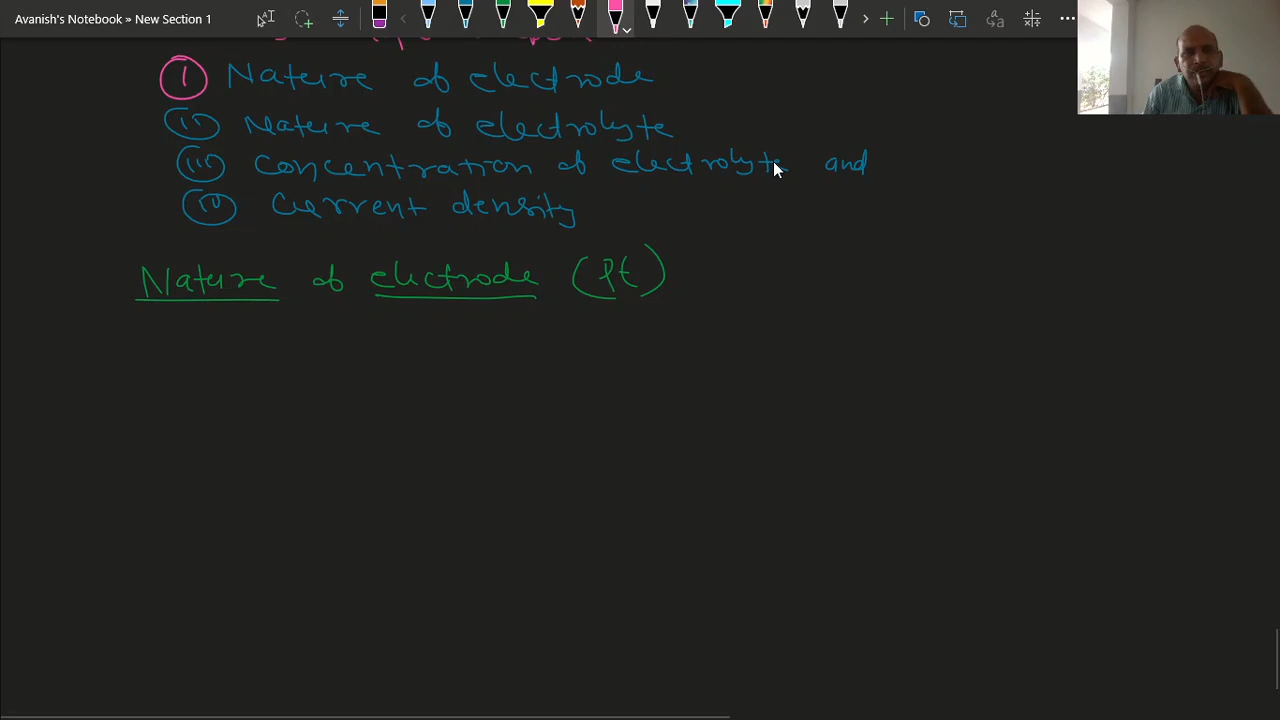 Avanish's Notebook » New Section 1
(i) Nature of electrode
(ii) Nature of electrolyte
(iii) Concentration of electrolyte and
(iv) Current density
Nature of electrode (Pt)